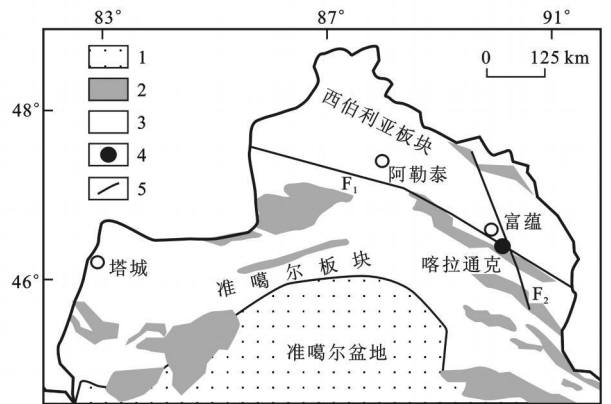 83°
87°
91°
1
2
3
4
5
0 125 km
48°
46°
西伯利亚板块
阿勒泰
F₁
富蕴
塔城
喀拉通克
准噶尔板块
F₂
准噶尔盆地